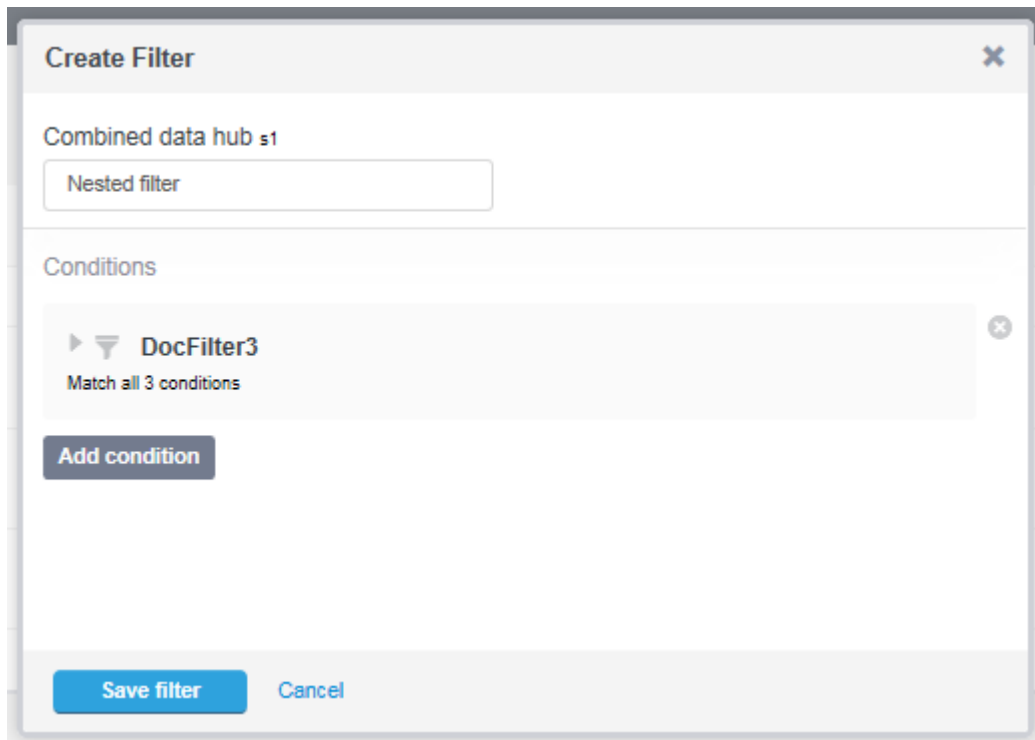 Create Filter
Combined data hub s1
Nested filter
Conditions
DocFilter3
Match all 3 conditions
Add condition
Save filter
Cancel